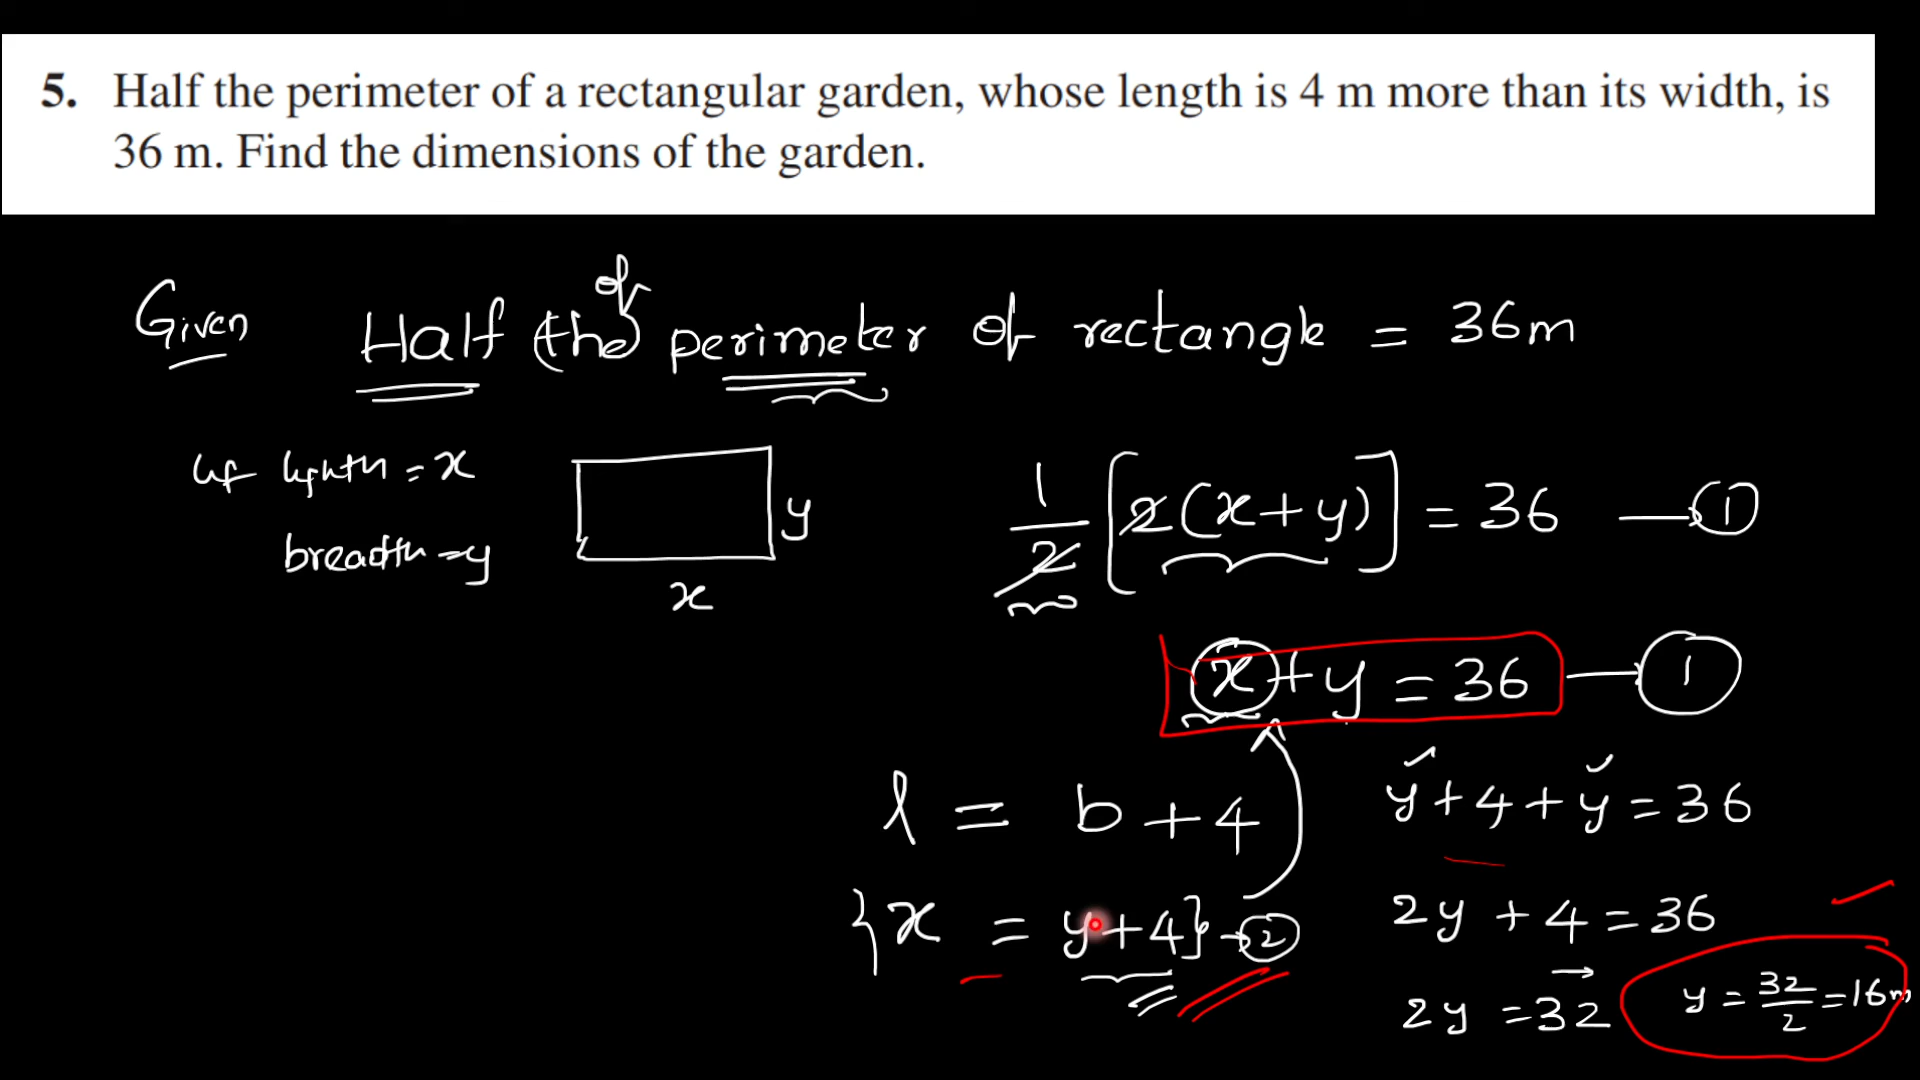 5. Half the perimeter of a rectangular garden, whose length is 4 m more than its width, is
36 m. Find the dimensions of the garden.
Given Half (the) of perimeter of rectangle = 36m
length = x
breadth = y
y
x
1/2 [2(x+y)] = 36 → 1
x + y = 36 → 1
l = b + 4
{x = y+4} → 2
y + 4 + y = 36
2y + 4 = 36
2y = 32
y = 32/2 = 16m